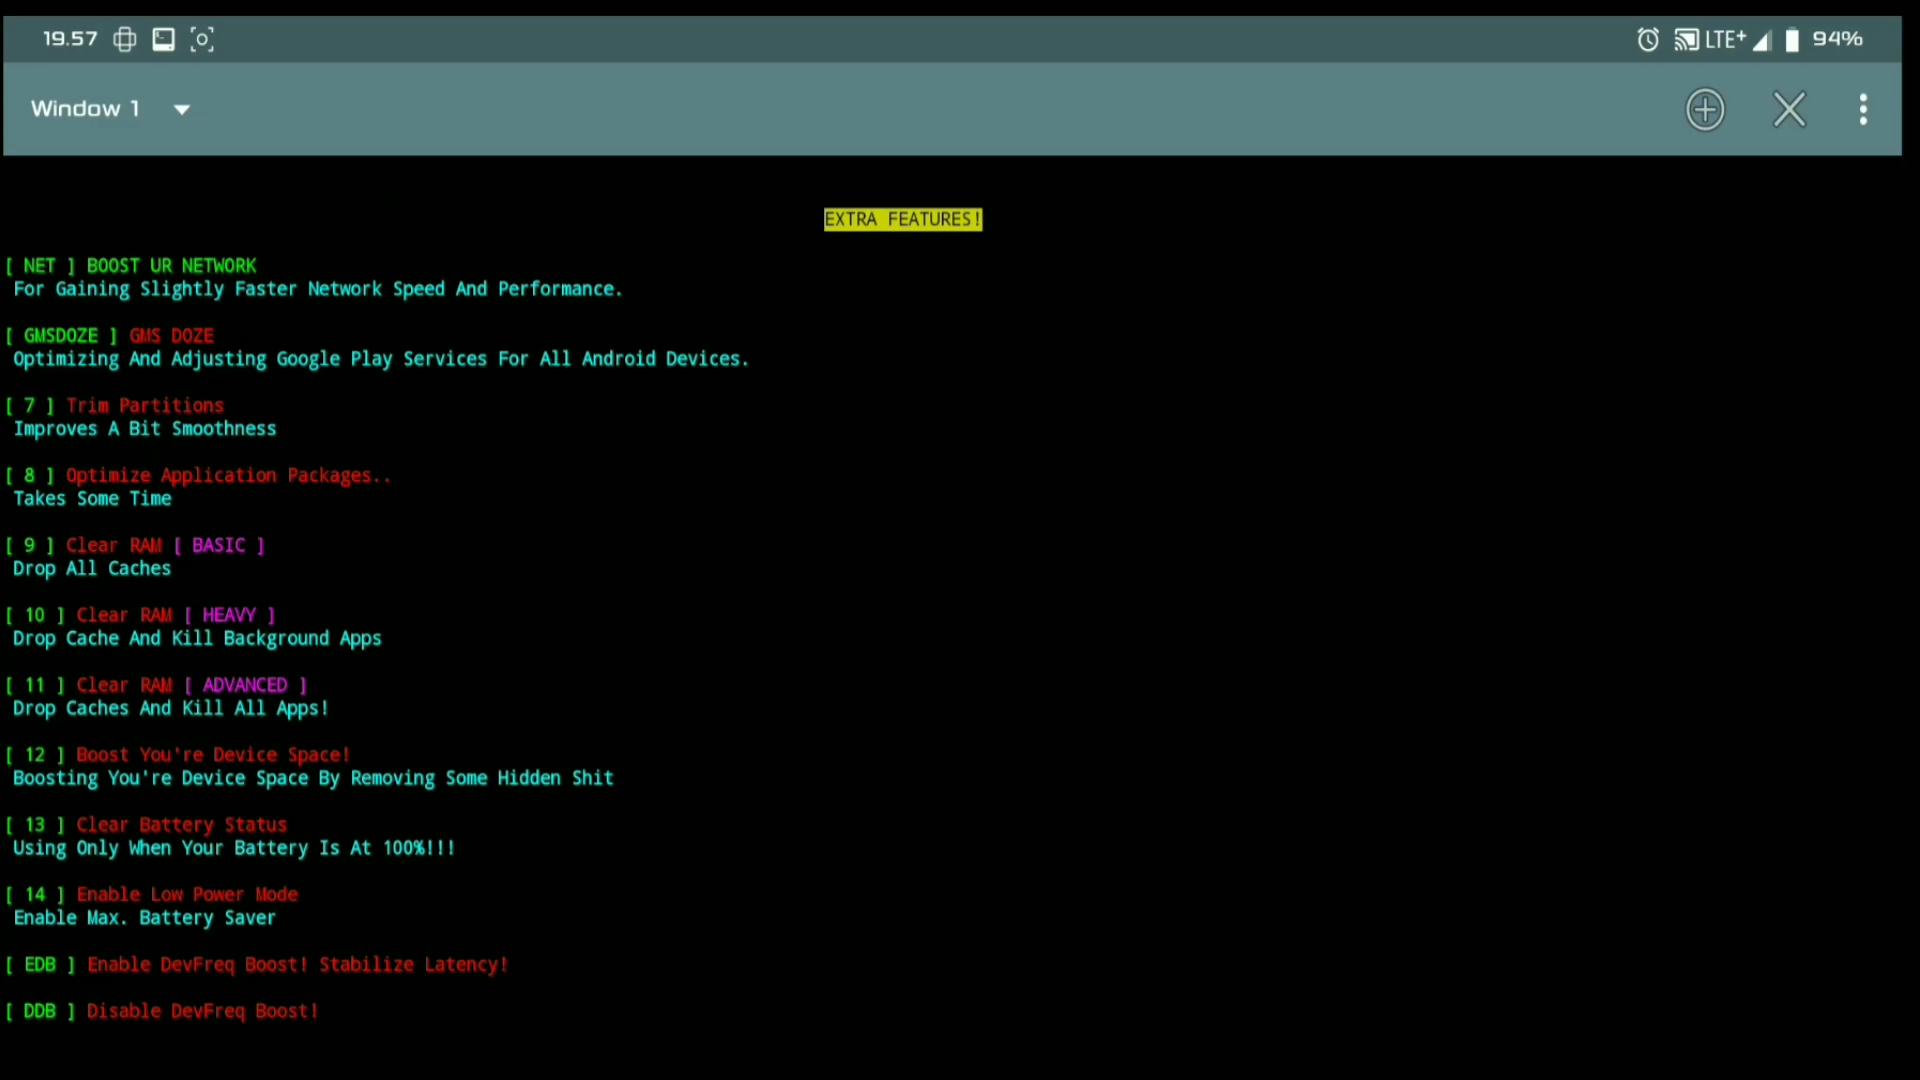 19.57
LTE+ 94%
Window 1
EXTRA FEATURES!
[ NET ] BOOST UR NETWORK
For Gaining Slightly Faster Network Speed And Performance.
[ GMSDOZE ] GMS DOZE
Optimizing And Adjusting Google Play Services For All Android Devices.
[ 7 ] Trim Partitions
Improves A Bit Smoothness
[ 8 ] Optimize Application Packages..
Takes Some Time
[ 9 ] Clear RAM [ BASIC ]
Drop All Caches
[ 10 ] Clear RAM [ HEAVY ]
Drop Cache And Kill Background Apps
[ 11 ] Clear RAM [ ADVANCED ]
Drop Caches And Kill All Apps!
[ 12 ] Boost You're Device Space!
Boosting You're Device Space By Removing Some Hidden Shit
[ 13 ] Clear Battery Status
Using Only When Your Battery Is At 100%!!!
[ 14 ] Enable Low Power Mode
Enable Max. Battery Saver
[ EDB ] Enable DevFreq Boost! Stabilize Latency!
[ DDB ] Disable DevFreq Boost!